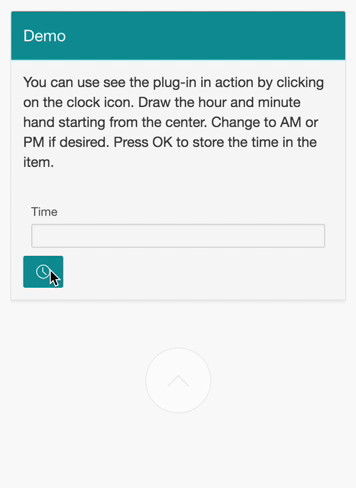 Demo
You can use see the plug-in in action by clicking
on the clock icon. Draw the hour and minute
hand starting from the center. Change to AM or
PM if desired. Press OK to store the time in the
item.
Time